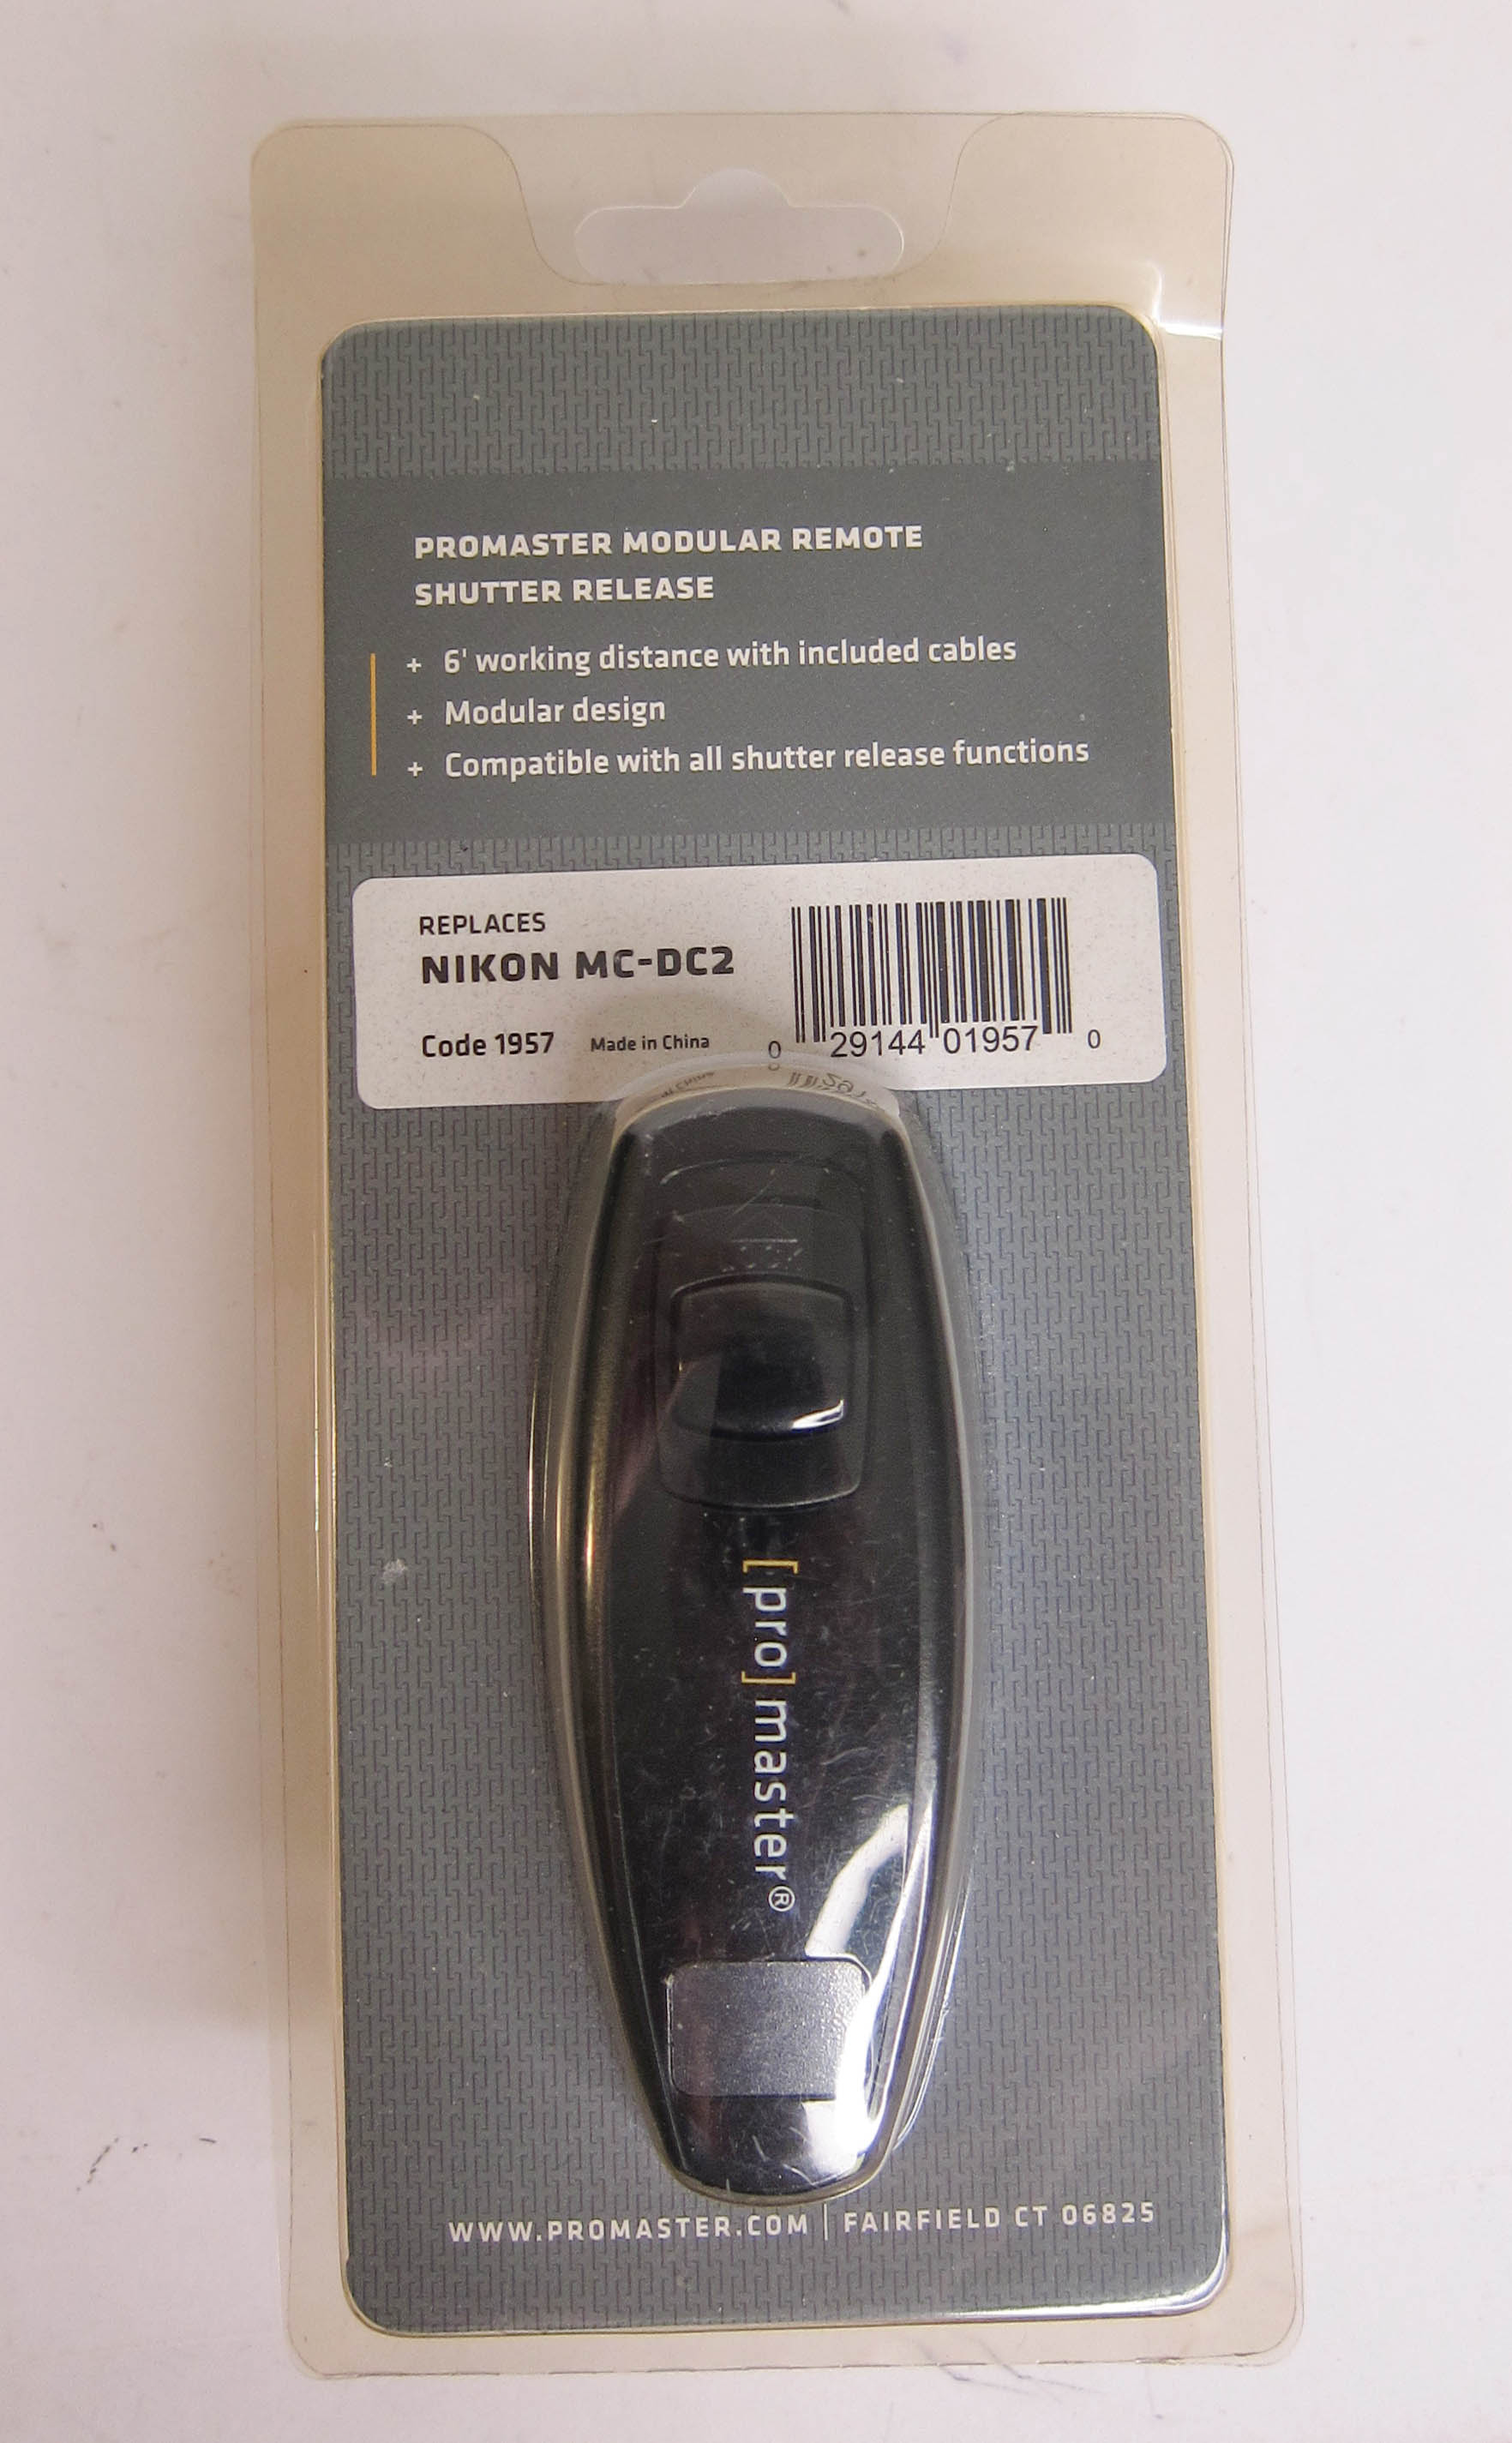 PROMASTER MODULAR REMOTE
SHUTTER RELEASE
+ 6' working distance with included cables
+ Modular design
+ Compatible with all shutter release functions
REPLACES
NIKON MC-DC2
Code 1957 Made in China
0 29144 01957 0
[pro]master®
WWW.PROMASTER.COM | FAIRFIELD CT 06825